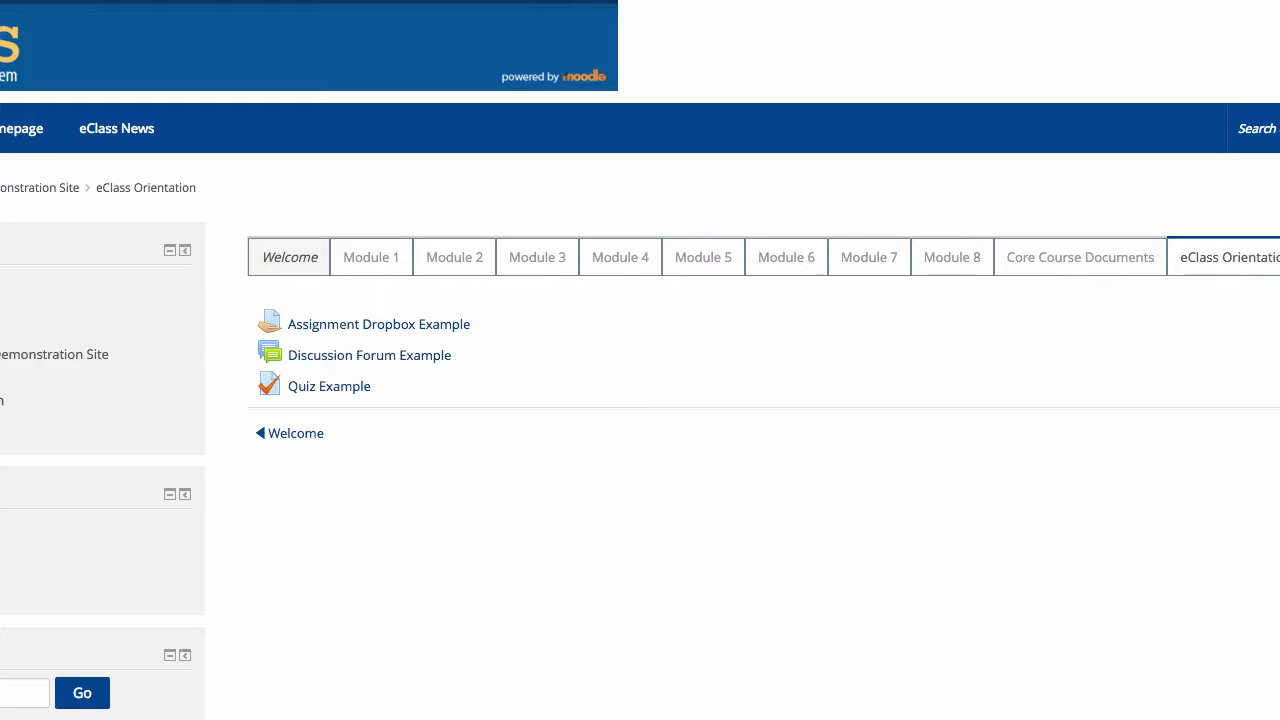 S
em
powered by moodle
mepage eClass News Search
onstration Site eClass Orientation
Welcome Module 1 Module 2 Module 3 Module 4 Module 5 Module 6 Module 7 Module 8 Core Course Documents eClass Orientatio
Assignment Dropbox Example
Discussion Forum Example
emonstration Site
Quiz Example
n
Welcome
Go